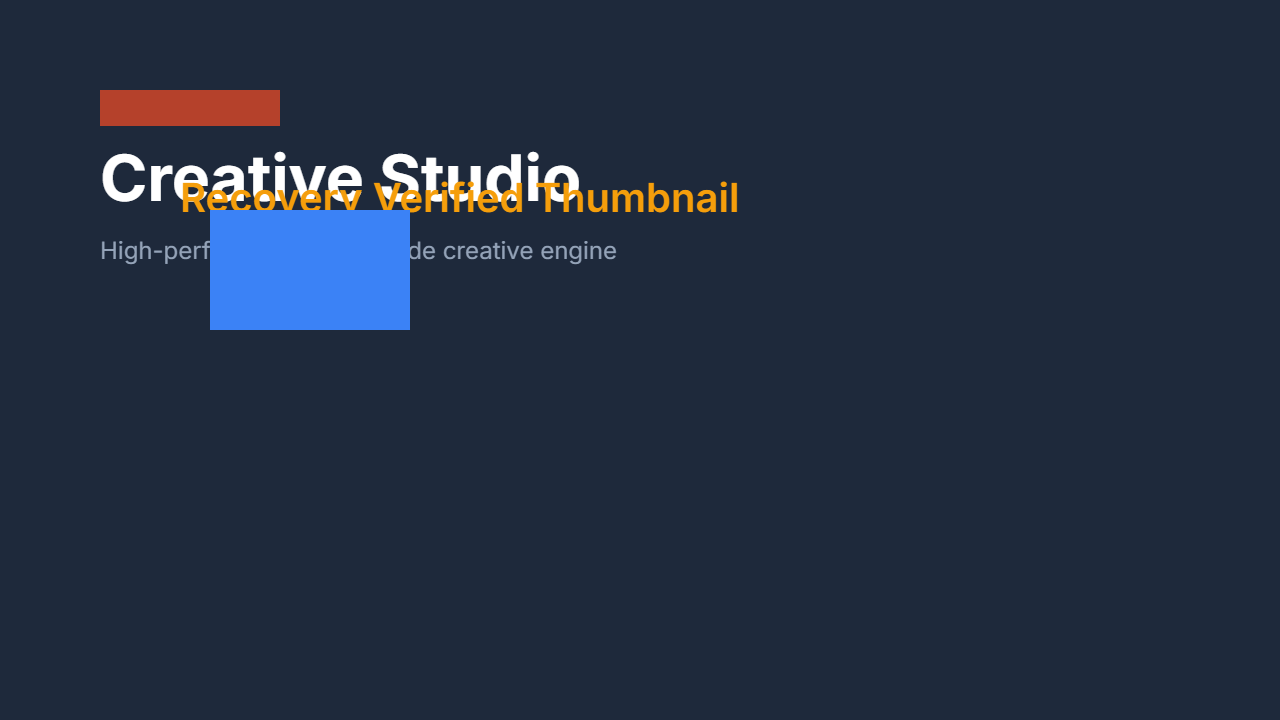 Creative Studio
Recovery Verified Thumbnail
High-perf de creative engine